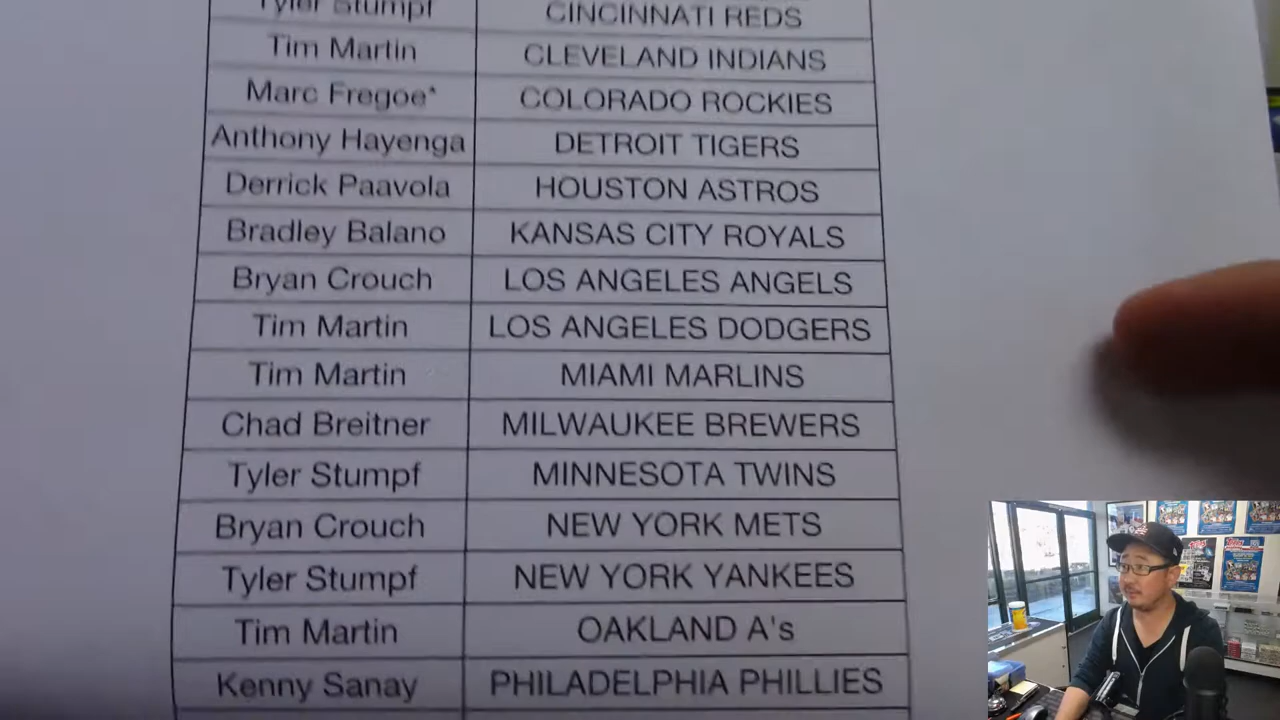 Tyler Stumpf CINCINNATI REDS
Tim Martin CLEVELAND INDIANS
Marc Fregoe* COLORADO ROCKIES
Anthony Hayenga DETROIT TIGERS
Derrick Paavola HOUSTON ASTROS
Bradley Balano KANSAS CITY ROYALS
Bryan Crouch LOS ANGELES ANGELS
Tim Martin LOS ANGELES DODGERS
Tim Martin MIAMI MARLINS
Chad Breitner MILWAUKEE BREWERS
Tyler Stumpf MINNESOTA TWINS
Bryan Crouch NEW YORK METS
Tyler Stumpf NEW YORK YANKEES
Tim Martin OAKLAND A's
Kenny Sanay PHILADELPHIA PHILLIES